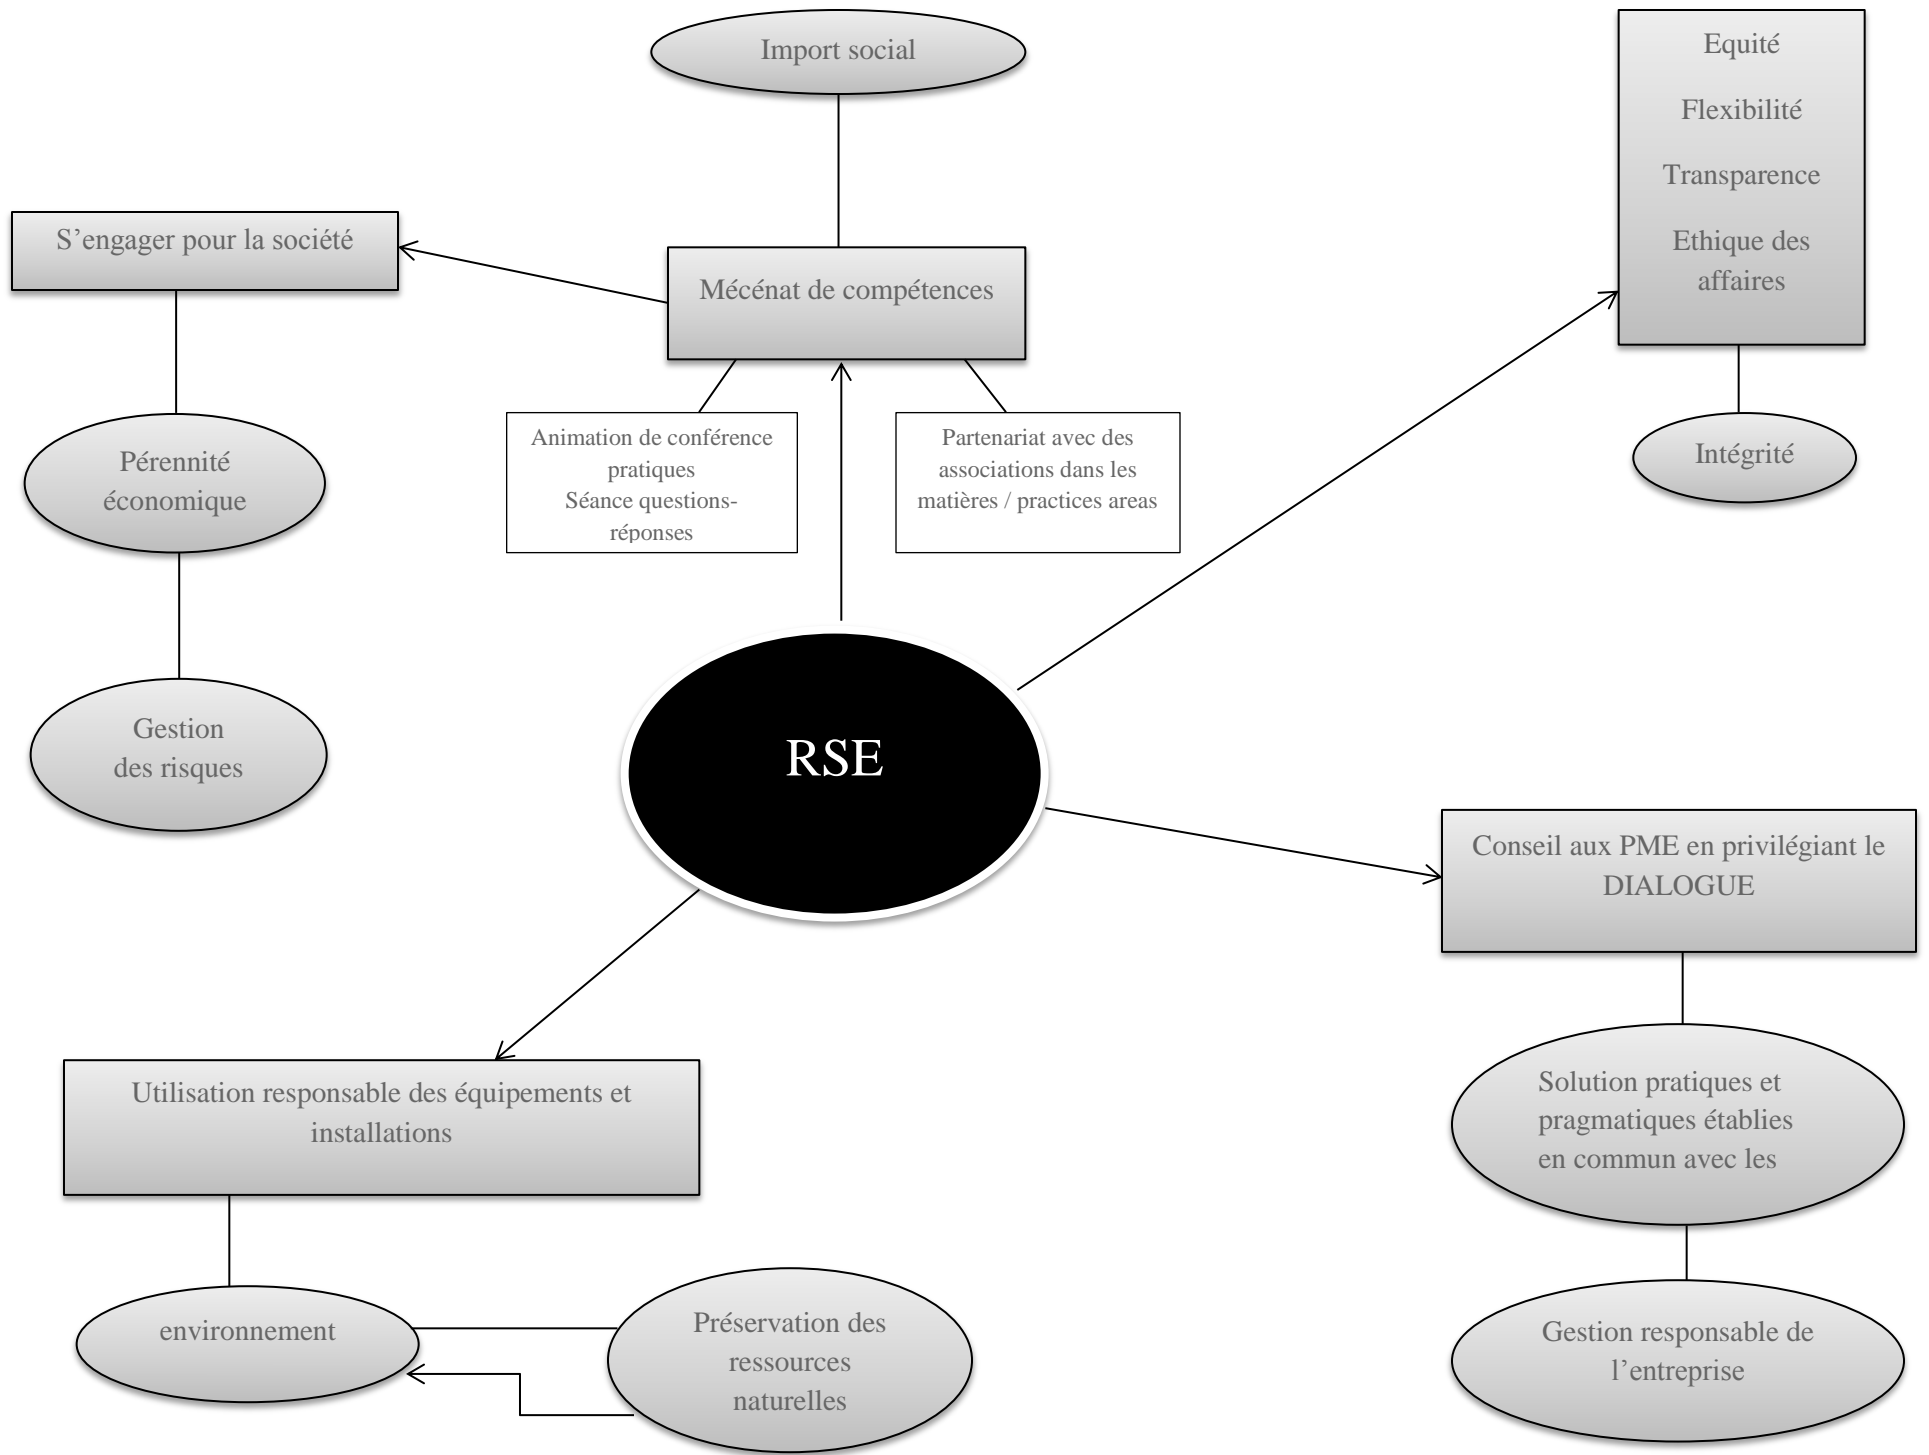 Import social
Equité
Flexibilité
Transparence
Ethique des
affaires
S’engager pour la société
Mécénat de compétences
Animation de conférence
pratiques
Séance questions-
réponses
Partenariat avec des
associations dans les
matières / practices areas
Intégrité
Pérennité
économique
Gestion
des risques
RSE
Conseil aux PME en privilégiant le
DIALOGUE
Utilisation responsable des équipements et
installations
Solution pratiques et
pragmatiques établies
en commun avec les
environnement
Préservation des
ressources
naturelles
Gestion responsable de
l’entreprise